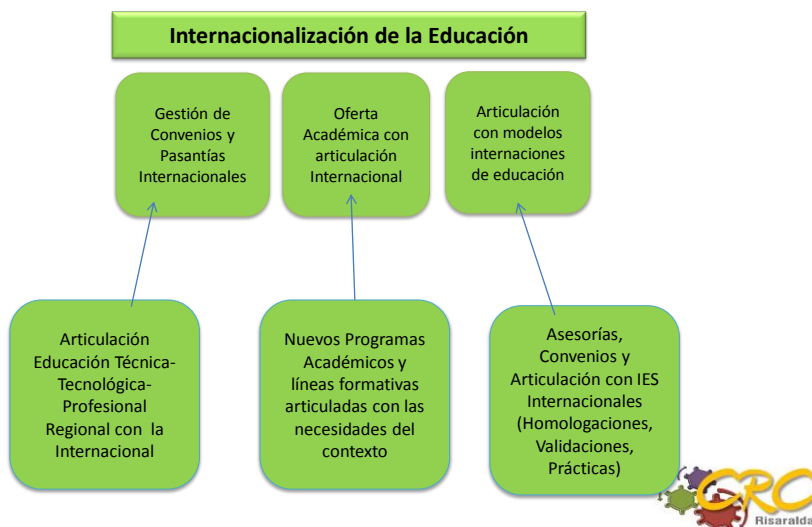 Internacionalización de la Educación
Gestión de
Convenios y
Pasantías
Internacionales
Oferta
Académica con
articulación
Internacional
Articulación
con modelos
internaciones
de educación
Articulación
Educación Técnica-
Tecnológica-
Profesional
Regional con la
Internacional
Nuevos Programas
Académicos y
líneas formativas
articuladas con las
necesidades del
contexto
Asesorías,
Convenios y
Articulación con IES
Internacionales
(Homologaciones,
Validaciones,
Prácticas)
CRC
Risaralda